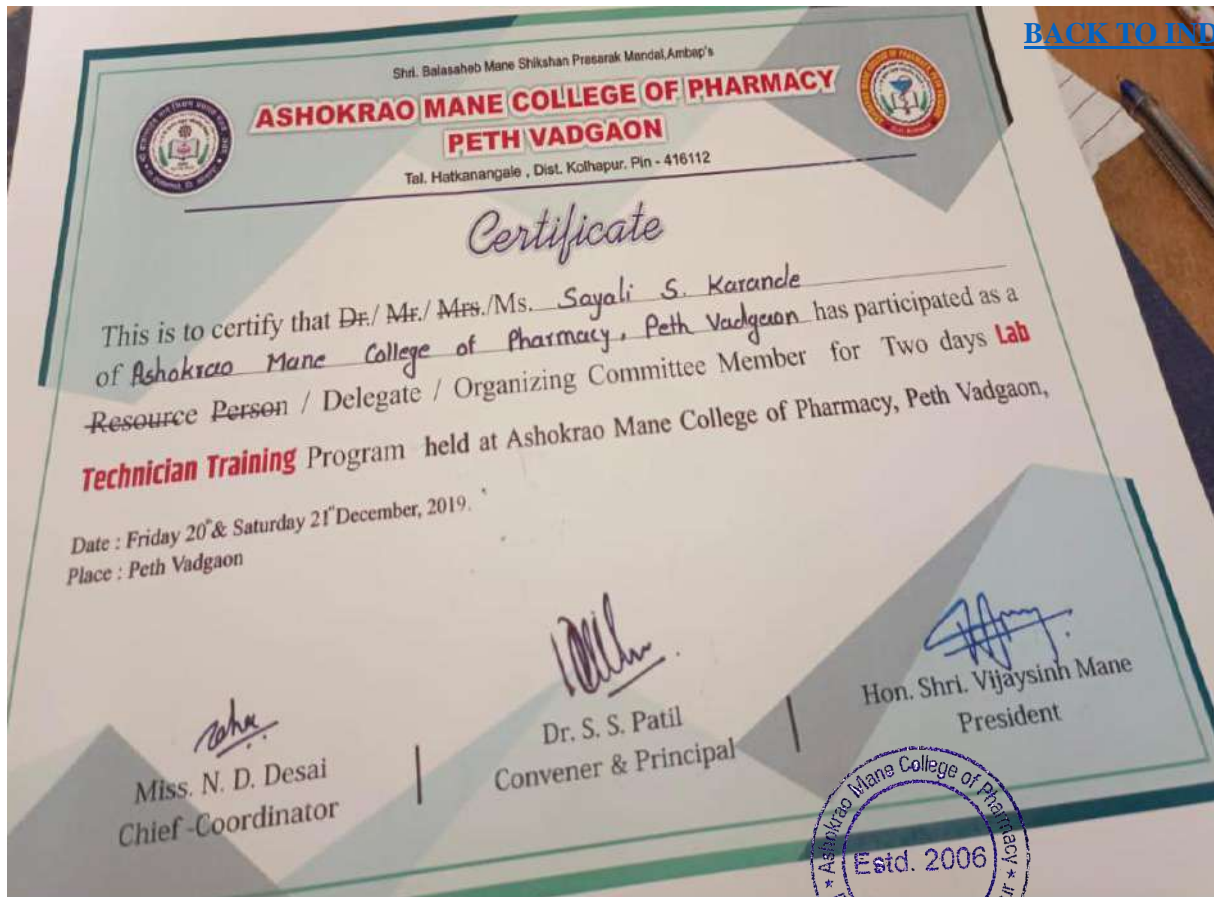 BACK TO IND
Shri. Balasaheb Mane Shikshan Prasarak Mandal,Ambap's
ASHOKRAO MANE COLLEGE OF PHARMACY
PETH VADGAON
Tal. Hatkanangale , Dist. Kolhapur. Pin - 416112
Certificate
This is to certify that Dr./ Mr./ Mrs./Ms. Sayali S. Karande
of Ashokrao Mane College of Pharmacy, Peth Vadgaon has participated as a
Resource Person / Delegate / Organizing Committee Member for Two days Lab
Technician Training Program held at Ashokrao Mane College of Pharmacy, Peth Vadgaon,
Date : Friday 20th & Saturday 21st December, 2019.
Place : Peth Vadgaon
Miss. N. D. Desai
Chief -Coordinator
Dr. S. S. Patil
Convener & Principal
Hon. Shri. Vijaysinh Mane
President
Ashokrao Mane College of Pharmacy
Estd. 2006